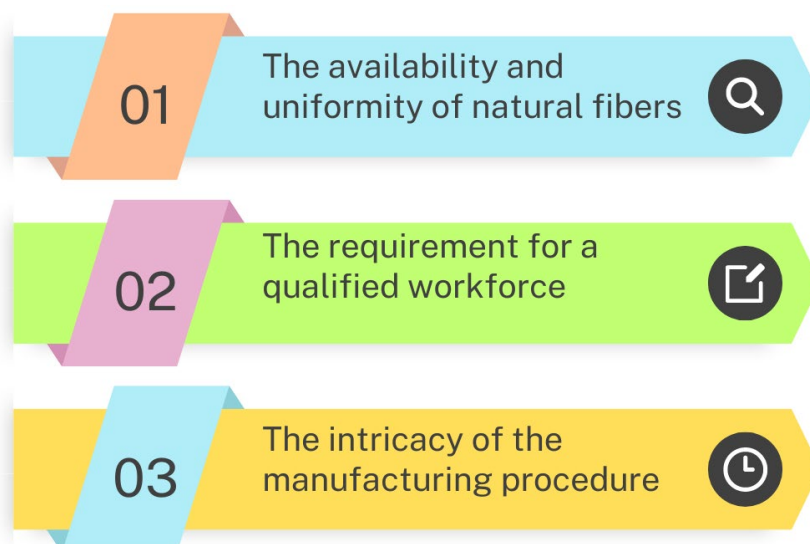 01
The availability and
uniformity of natural fibers
02
The requirement for a
qualified workforce
03
The intricacy of the
manufacturing procedure